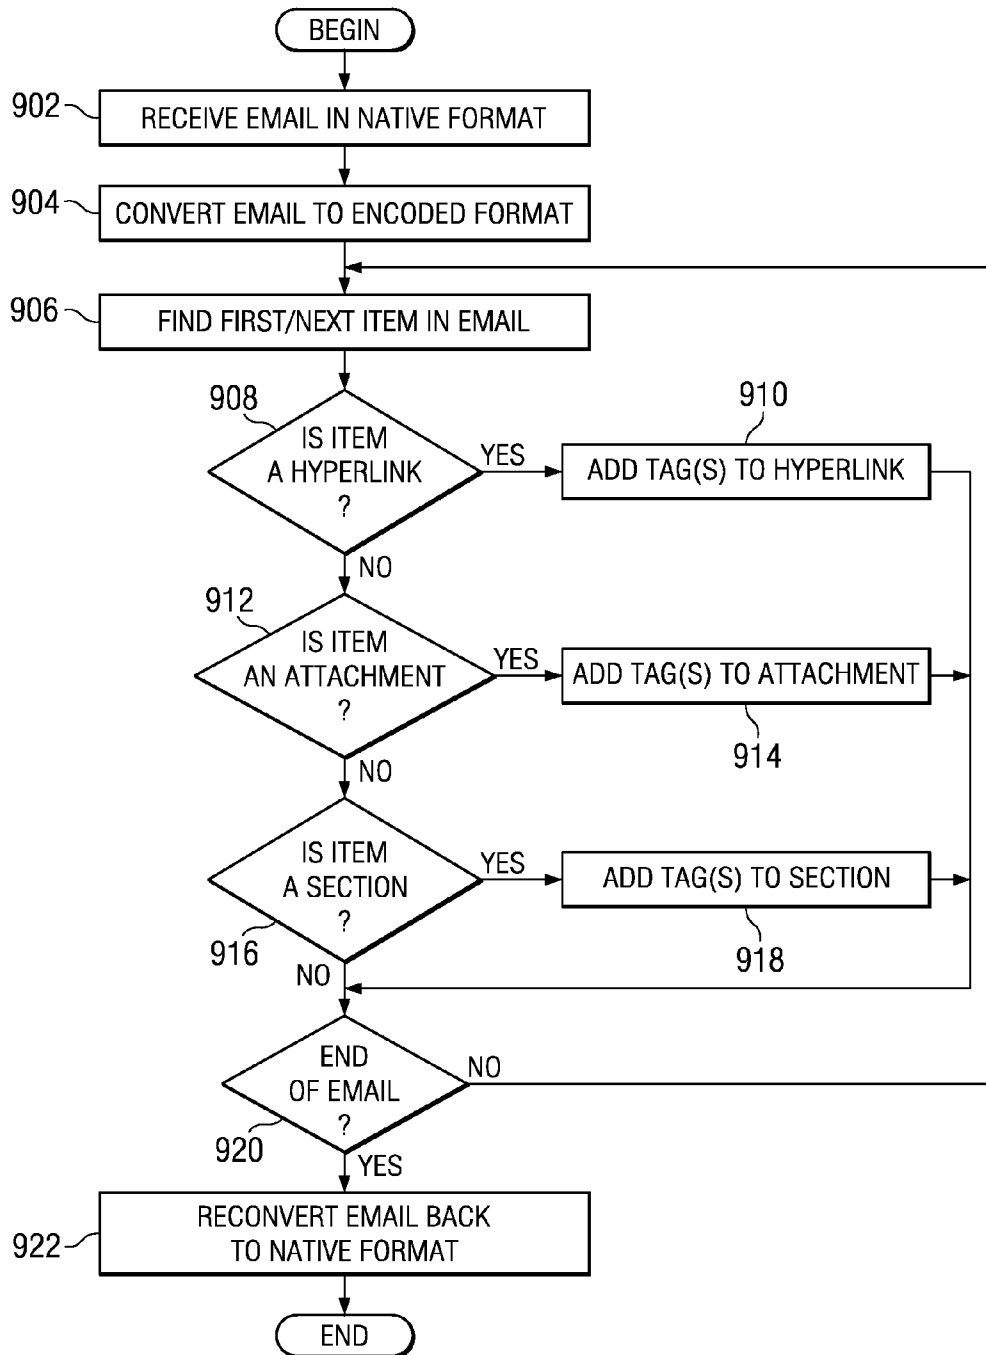 BEGIN
902
RECEIVE EMAIL IN NATIVE FORMAT
904
CONVERT EMAIL TO ENCODED FORMAT
906
FIND FIRST/NEXT ITEM IN EMAIL
908
IS ITEM
A HYPERLINK
?
YES
910
ADD TAG(S) TO HYPERLINK
NO
912
IS ITEM
AN ATTACHMENT
?
YES
ADD TAG(S) TO ATTACHMENT
914
NO
IS ITEM
A SECTION
?
YES
ADD TAG(S) TO SECTION
916
918
NO
END
OF EMAIL
?
NO
920
YES
922
RECONVERT EMAIL BACK
TO NATIVE FORMAT
END